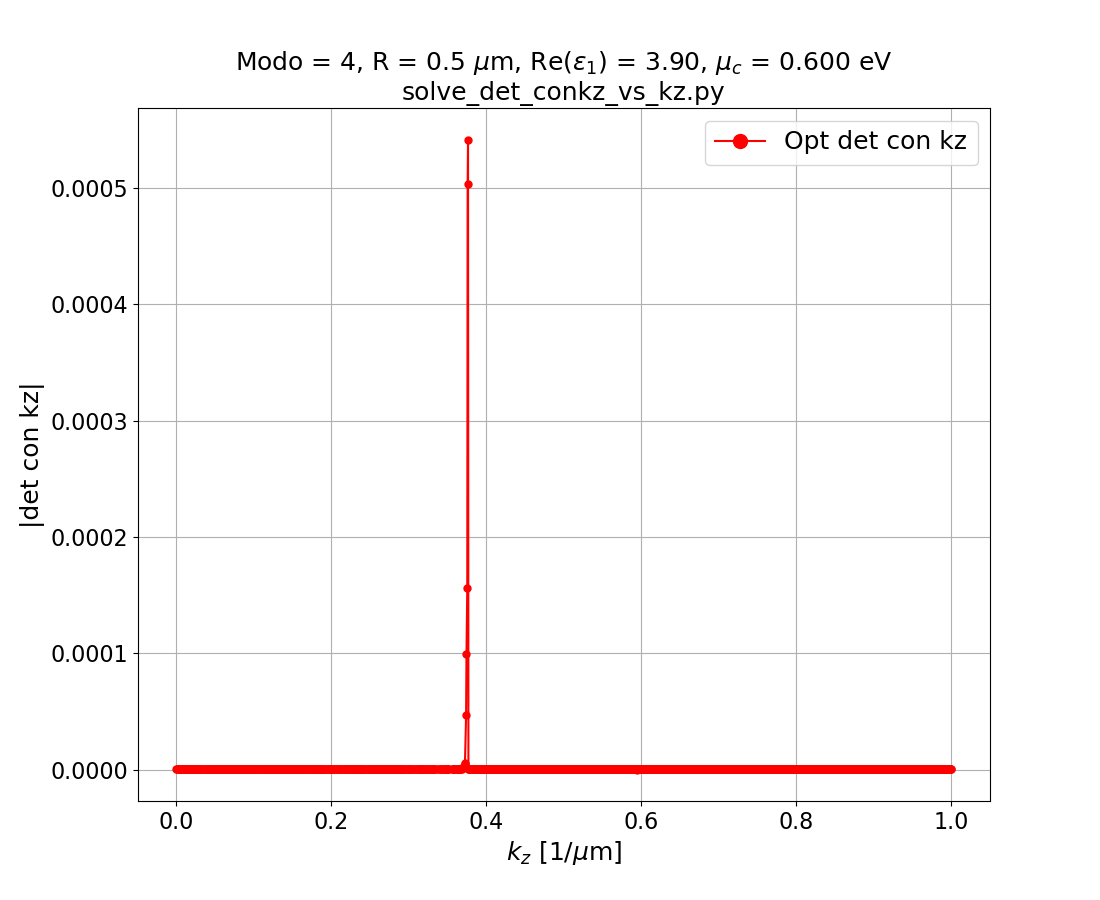 Modo = 4, R = 0.5 μm, Re(ε₁) = 3.90, μ_c = 0.600 eV
solve_det_conkz_vs_kz.py
Opt det con kz
0.0005
0.0004
0.0003
0.0002
0.0001
0.0000
|det con kz|
0.0 0.2 0.4 0.6 0.8 1.0
k_z [1/μm]